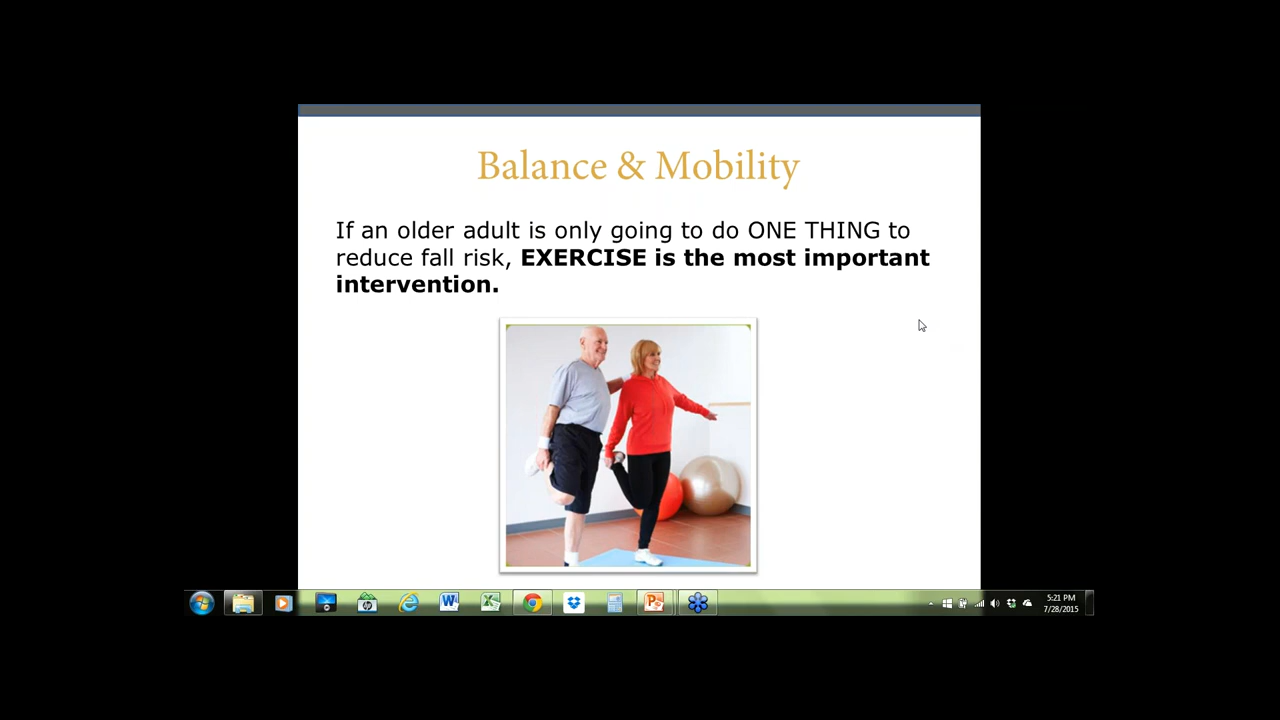 Balance & Mobility
If an older adult is only going to do ONE THING to
reduce fall risk, EXERCISE is the most important
intervention.
5:21 PM
7/28/2015